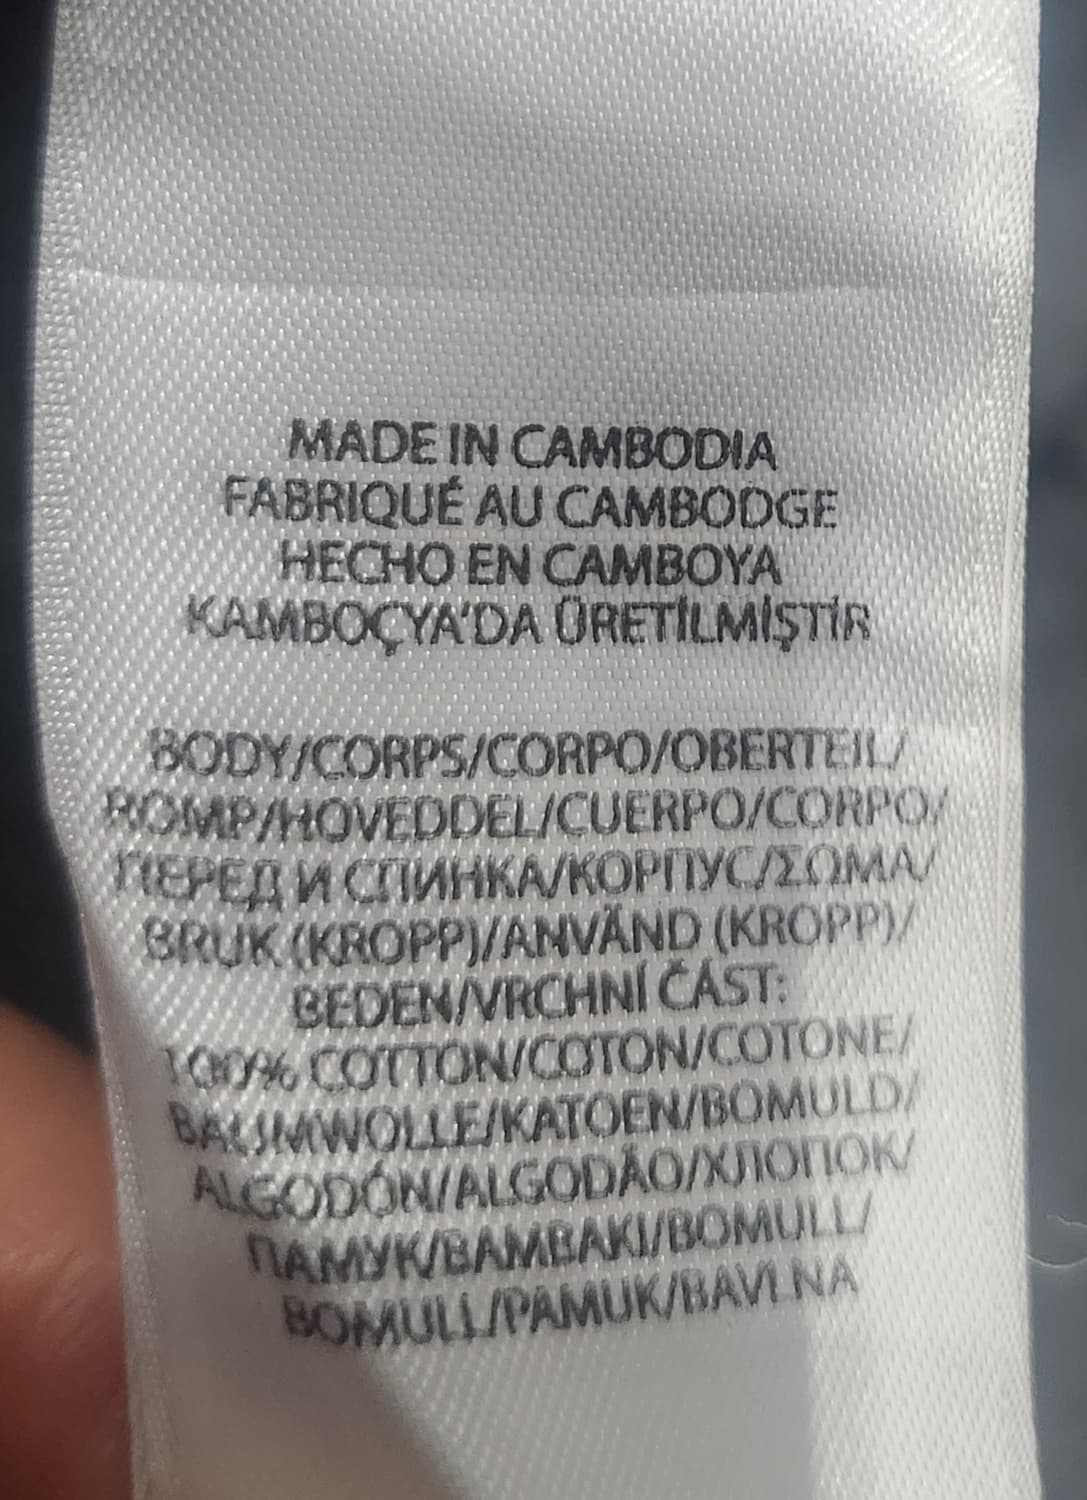 MADE IN CAMBODIA
FABRIQUÉ AU CAMBODGE
HECHO EN CAMBOYA
KAMBOÇYA'DA ÜRETİLMİŞTİR
BODY/CORPS/CORPO/OBERTEIL/
ROMP/HOVEDDEL/CUERPO/CORPO/
ПЕРЕД И СПИНКА/КОРПУС/ΣΩΜΑ/
BRUK (KROPP)/ANVÄND (KROPP)/
BEDEN/VRCHNÍ ČÁST:
100% COTTON/COTON/COTONE/
BAUMWOLLE/KATOEN/BOMULD/
ALGODÓN/ALGODÃO/ХЛОПОК/
ПАМУК/ΒΑΜΒΑΚΙ/BOMULL/
BOMULL/PAMUK/BAVLNA